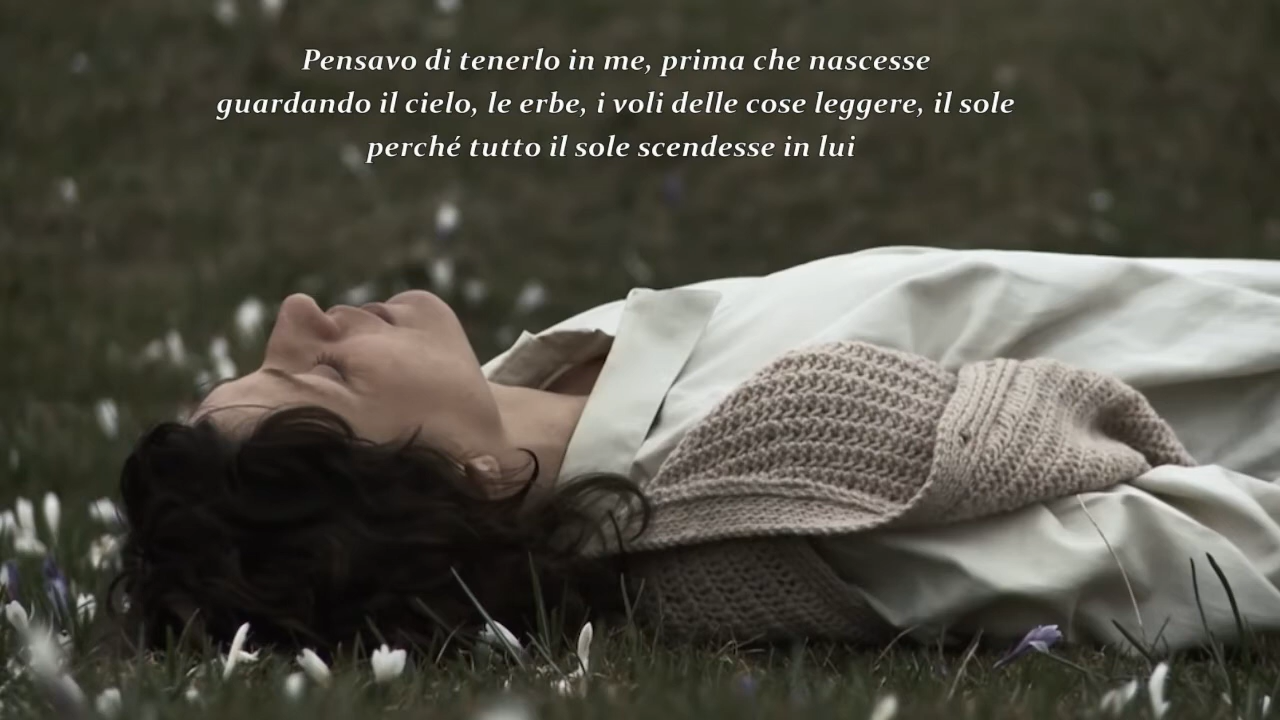 Pensavo di tenerlo in me, prima che nascesse
guardando il cielo, le erbe, i voli delle cose leggere, il sole
perché tutto il sole scendesse in lui